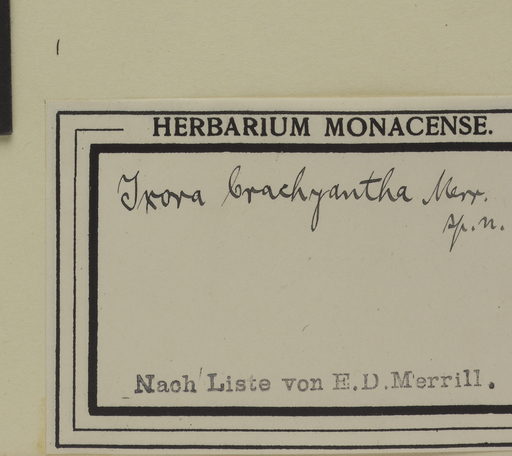 HERBARIUM MONACENSE.
Ixora brachyantha Merr.
sp. n.
Nach Liste von E.D.Merrill.